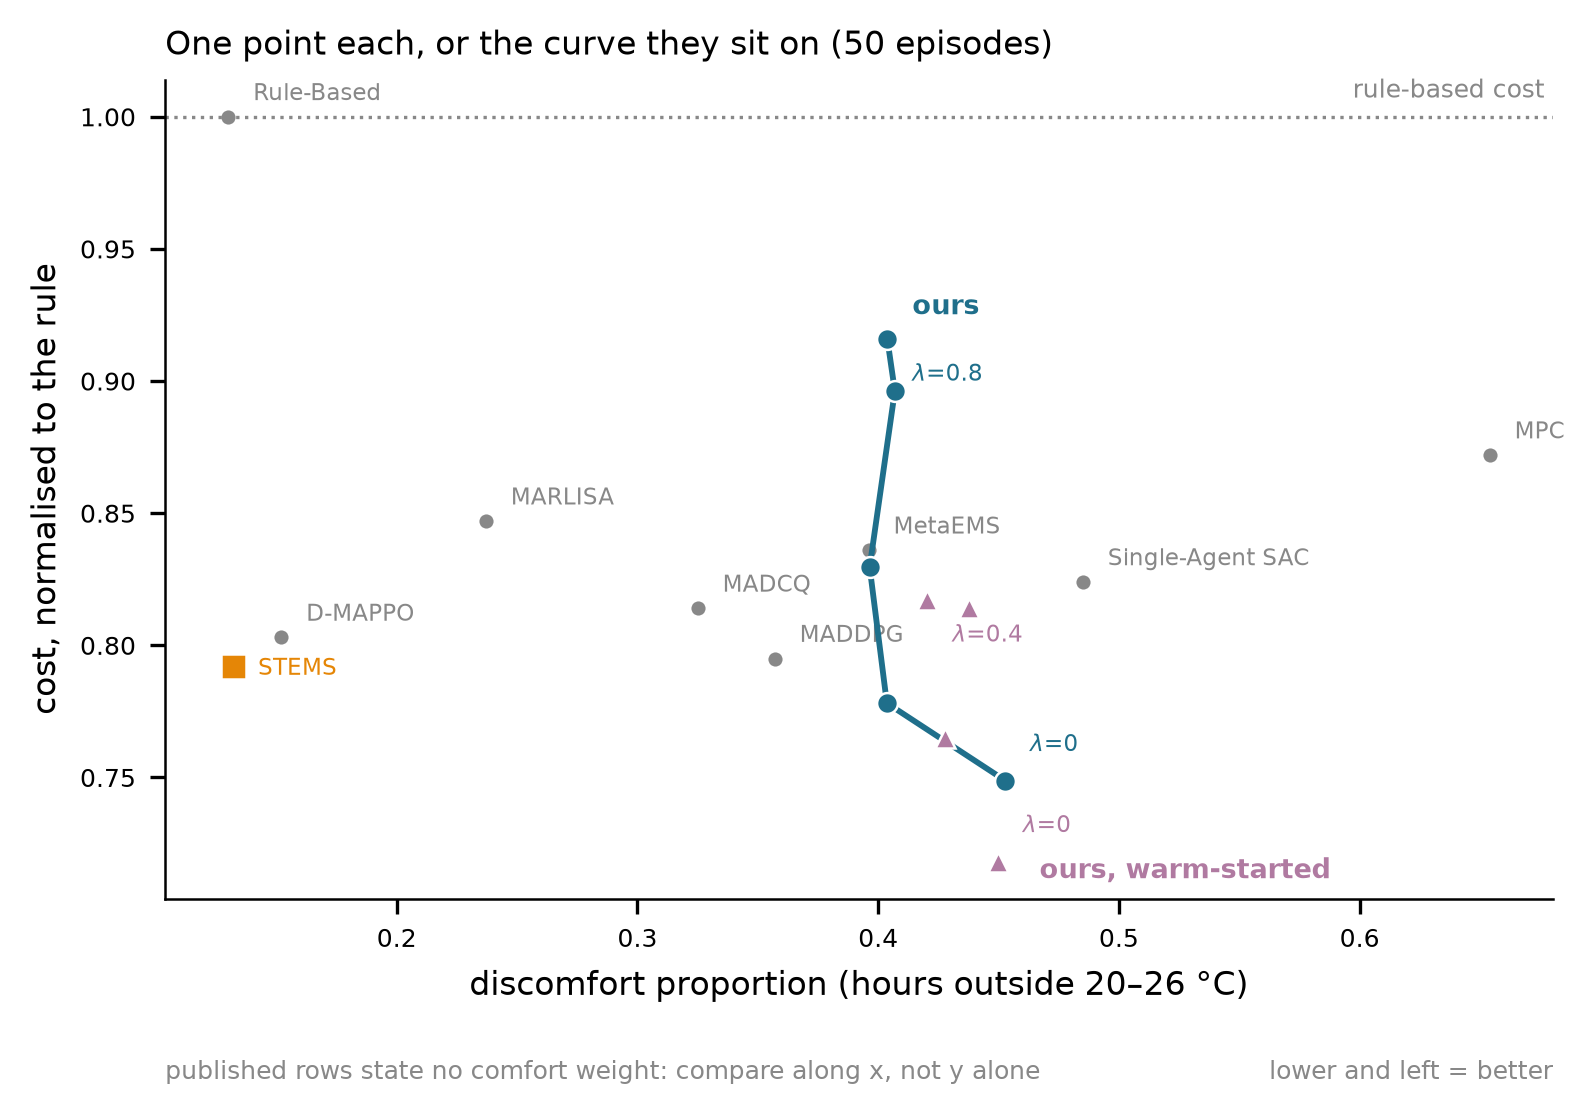 One point each, or the curve they sit on (50 episodes)
Rule-Based
rule-based cost
1.00
0.95
ours
0.90
λ=0.8
MPC
MARLISA
0.85
MetaEMS
Single-Agent SAC
MADCQ
D-MAPPO
0.80
MADDPG
λ=0.4
STEMS
0.75
λ=0
λ=0
ours, warm-started
cost, normalised to the rule
0.2
0.3
0.4
0.5
0.6
discomfort proportion (hours outside 20–26 °C)
published rows state no comfort weight: compare along x, not y alone
lower and left = better